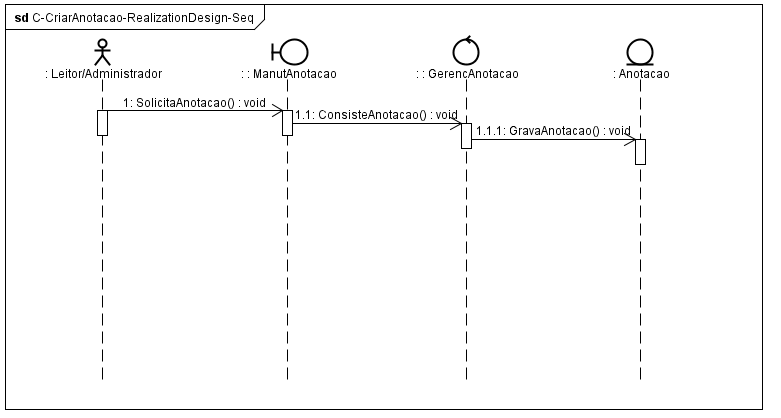 sd C-CriarAnotacao-RealizationDesign-Seq
: Leitor/Administrador
: : ManutAnotacao
: : GerencAnotacao
: Anotacao
1: SolicitaAnotacao() : void
1.1: ConsisteAnotacao() : void
1.1.1: GravaAnotacao() : void